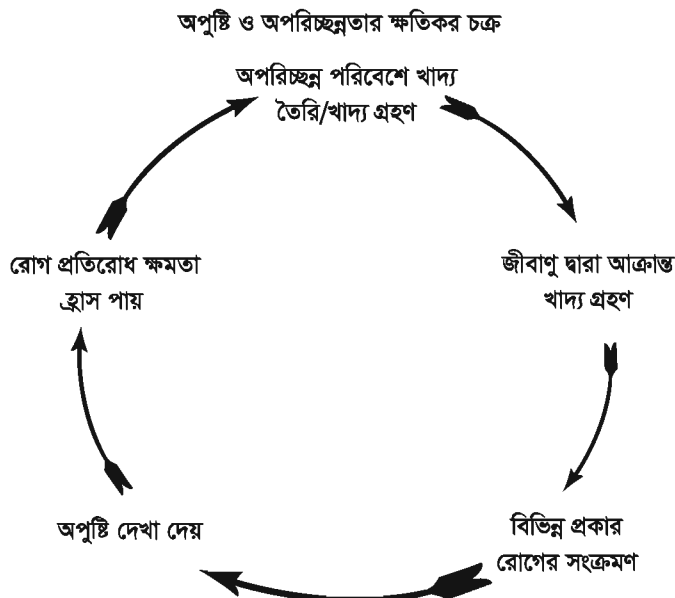 অপুষ্টি ও অপরিচ্ছন্নতার ক্ষতিকর চক্র
অপরিচ্ছন্ন পরিবেশে খাদ্য
তৈরি/খাদ্য গ্রহণ
জীবাণু দ্বারা আক্রান্ত
খাদ্য গ্রহণ
বিভিন্ন প্রকার
রোগের সংক্রমণ
অপুষ্টি দেখা দেয়
রোগ প্রতিরোধ ক্ষমতা
হ্রাস পায়